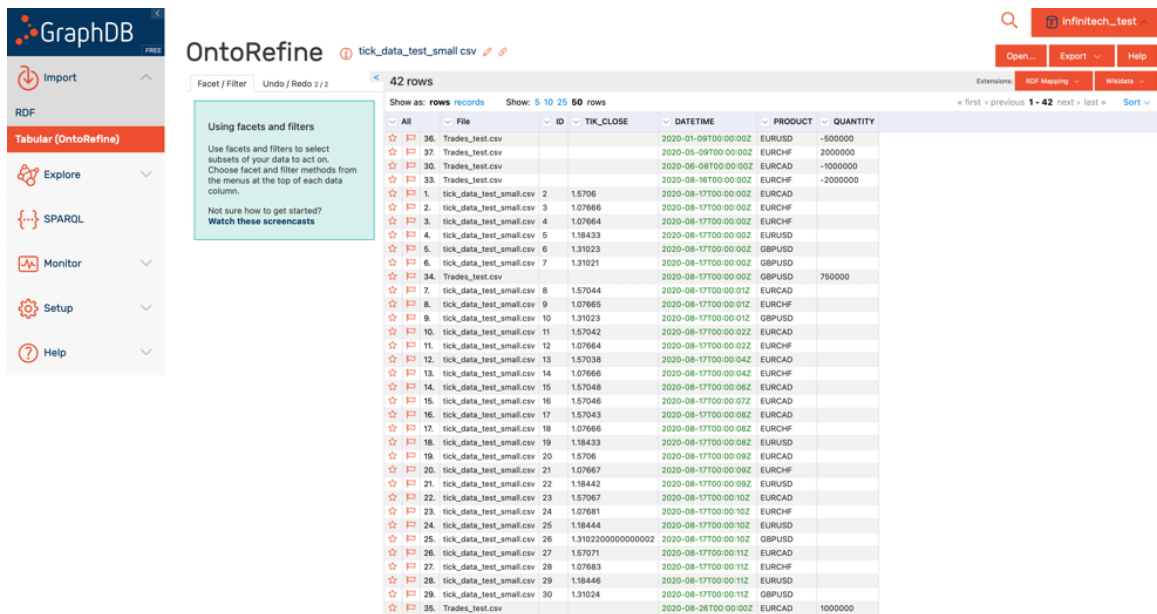 GraphDB
FREE
Import
RDF
Tabular (OntoRefine)
Explore
SPARQL
Monitor
Setup
Help
infinitech_test
OntoRefine tick_data_test_small csv
Open... Export Help
Facet / Filter Undo / Redo 2 / 2
42 rows
Extensions: RDF Mapping Wikidata
Show as: rows records Show: 5 10 25 50 rows
« first ‹ previous 1 - 42 next › last » Sort
Using facets and filters
Use facets and filters to select
subsets of your data to act on.
Choose facet and filter methods from
the menus at the top of each data
column.
Not sure how to get started?
Watch these screencasts
All File ID TIK_CLOSE DATETIME PRODUCT QUANTITY
36. Trades_test.csv 2020-01-09T00:00:00Z EURUSD -500000
37. Trades_test.csv 2020-05-09T00:00:00Z EURCHF 2000000
30. Trades_test.csv 2020-06-08T00:00:00Z EURCAD -1000000
33. Trades_test.csv 2020-08-16T00:00:00Z EURCHF -2000000
1. tick_data_test_small.csv 2 1.5706 2020-08-17T00:00:00Z EURCAD
2. tick_data_test_small.csv 3 1.07666 2020-08-17T00:00:00Z EURCHF
3. tick_data_test_small.csv 4 1.07664 2020-08-17T00:00:00Z EURCHF
4. tick_data_test_small.csv 5 1.18433 2020-08-17T00:00:00Z EURUSD
5. tick_data_test_small.csv 6 1.31023 2020-08-17T00:00:00Z GBPUSD
6. tick_data_test_small.csv 7 1.31021 2020-08-17T00:00:00Z GBPUSD
34. Trades_test.csv 2020-08-17T00:00:00Z GBPUSD 750000
7. tick_data_test_small.csv 8 1.57044 2020-08-17T00:00:01Z EURCAD
8. tick_data_test_small.csv 9 1.07665 2020-08-17T00:00:01Z EURCHF
9. tick_data_test_small.csv 10 1.31023 2020-08-17T00:00:01Z GBPUSD
10. tick_data_test_small.csv 11 1.57042 2020-08-17T00:00:02Z EURCAD
11. tick_data_test_small.csv 12 1.07664 2020-08-17T00:00:02Z EURCHF
12. tick_data_test_small.csv 13 1.57038 2020-08-17T00:00:04Z EURCAD
13. tick_data_test_small.csv 14 1.07666 2020-08-17T00:00:04Z EURCHF
14. tick_data_test_small.csv 15 1.57048 2020-08-17T00:00:06Z EURCAD
15. tick_data_test_small.csv 16 1.57046 2020-08-17T00:00:07Z EURCAD
16. tick_data_test_small.csv 17 1.57043 2020-08-17T00:00:08Z EURCAD
17. tick_data_test_small.csv 18 1.07666 2020-08-17T00:00:08Z EURCHF
18. tick_data_test_small.csv 19 1.18433 2020-08-17T00:00:08Z EURUSD
19. tick_data_test_small.csv 20 1.5706 2020-08-17T00:00:09Z EURCAD
20. tick_data_test_small.csv 21 1.07667 2020-08-17T00:00:09Z EURCHF
21. tick_data_test_small.csv 22 1.18442 2020-08-17T00:00:09Z EURUSD
22. tick_data_test_small.csv 23 1.57067 2020-08-17T00:00:10Z EURCAD
23. tick_data_test_small.csv 24 1.07681 2020-08-17T00:00:10Z EURCHF
24. tick_data_test_small.csv 25 1.18444 2020-08-17T00:00:10Z EURUSD
25. tick_data_test_small.csv 26 1.3102200000000002 2020-08-17T00:00:10Z GBPUSD
26. tick_data_test_small.csv 27 1.57071 2020-08-17T00:00:11Z EURCAD
27. tick_data_test_small.csv 28 1.07683 2020-08-17T00:00:11Z EURCHF
28. tick_data_test_small.csv 29 1.18446 2020-08-17T00:00:11Z EURUSD
29. tick_data_test_small.csv 30 1.31024 2020-08-17T00:00:11Z GBPUSD
35. Trades_test.csv 2020-08-26T00:00:00Z EURCAD 1000000